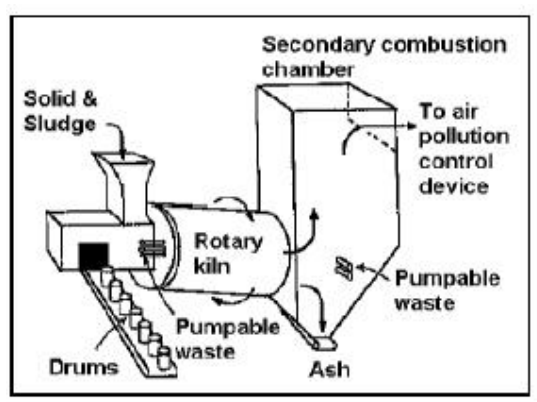 Secondary combustion
chamber
Solid &
Sludge
To air
pollution
control
device
Rotary
kiln
Pumpable
waste
Pumpable
waste
Drums
Ash